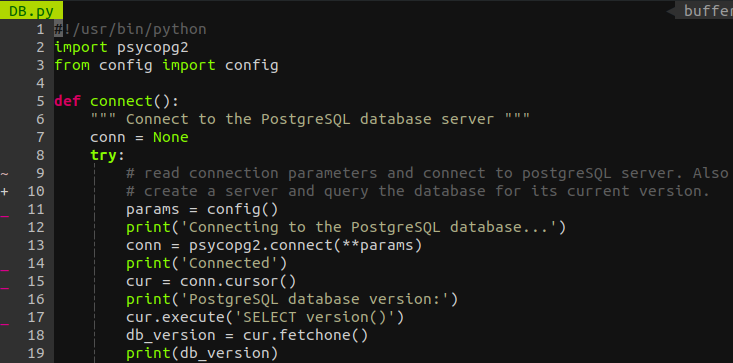 DB.py buffer
1 #!/usr/bin/python
2 import psycopg2
3 from config import config
4
5 def connect():
6     """ Connect to the PostgreSQL database server """
7     conn = None
8     try:
~ 9         # read connection parameters and connect to postgreSQL server. Also
+ 10         # create a server and query the database for its current version.
_ 11         params = config()
12         print('Connecting to the PostgreSQL database...')
13         conn = psycopg2.connect(**params)
_ 14         print('Connected')
_ 15         cur = conn.cursor()
16         print('PostgreSQL database version:')
_ 17         cur.execute('SELECT version()')
18         db_version = cur.fetchone()
19         print(db_version)